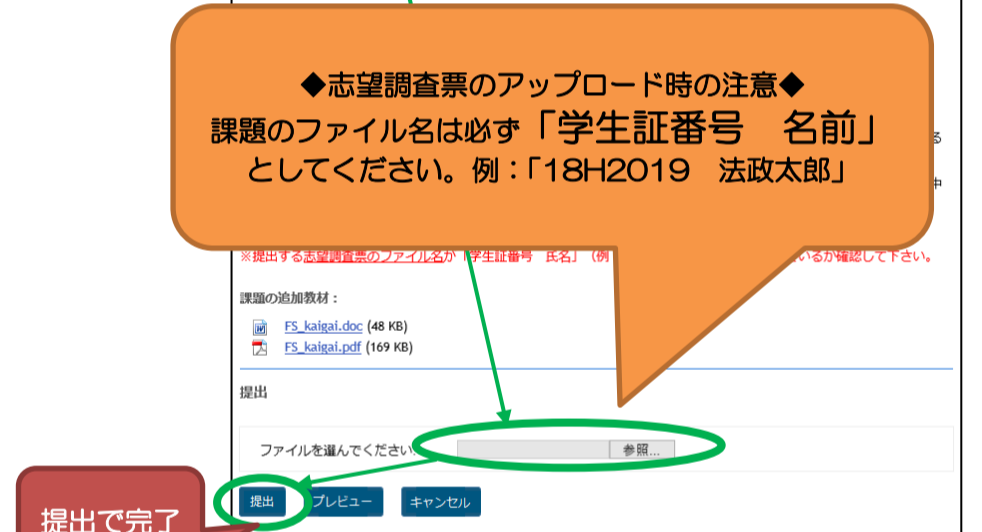 ◆志望調査票のアップロード時の注意◆
課題のファイル名は必ず「学生証番号　名前」
としてください。例：「18H2019　法政太郎」
る
中
※提出する志望調査票のファイル名が「学生証番号　氏名」（例
いるか確認して下さい。
課題の追加教材：
FS_kaigai.doc (48 KB)
FS_kaigai.pdf (169 KB)
提出
ファイルを選んでください
参照...
提出
プレビュー
キャンセル
提出で完了